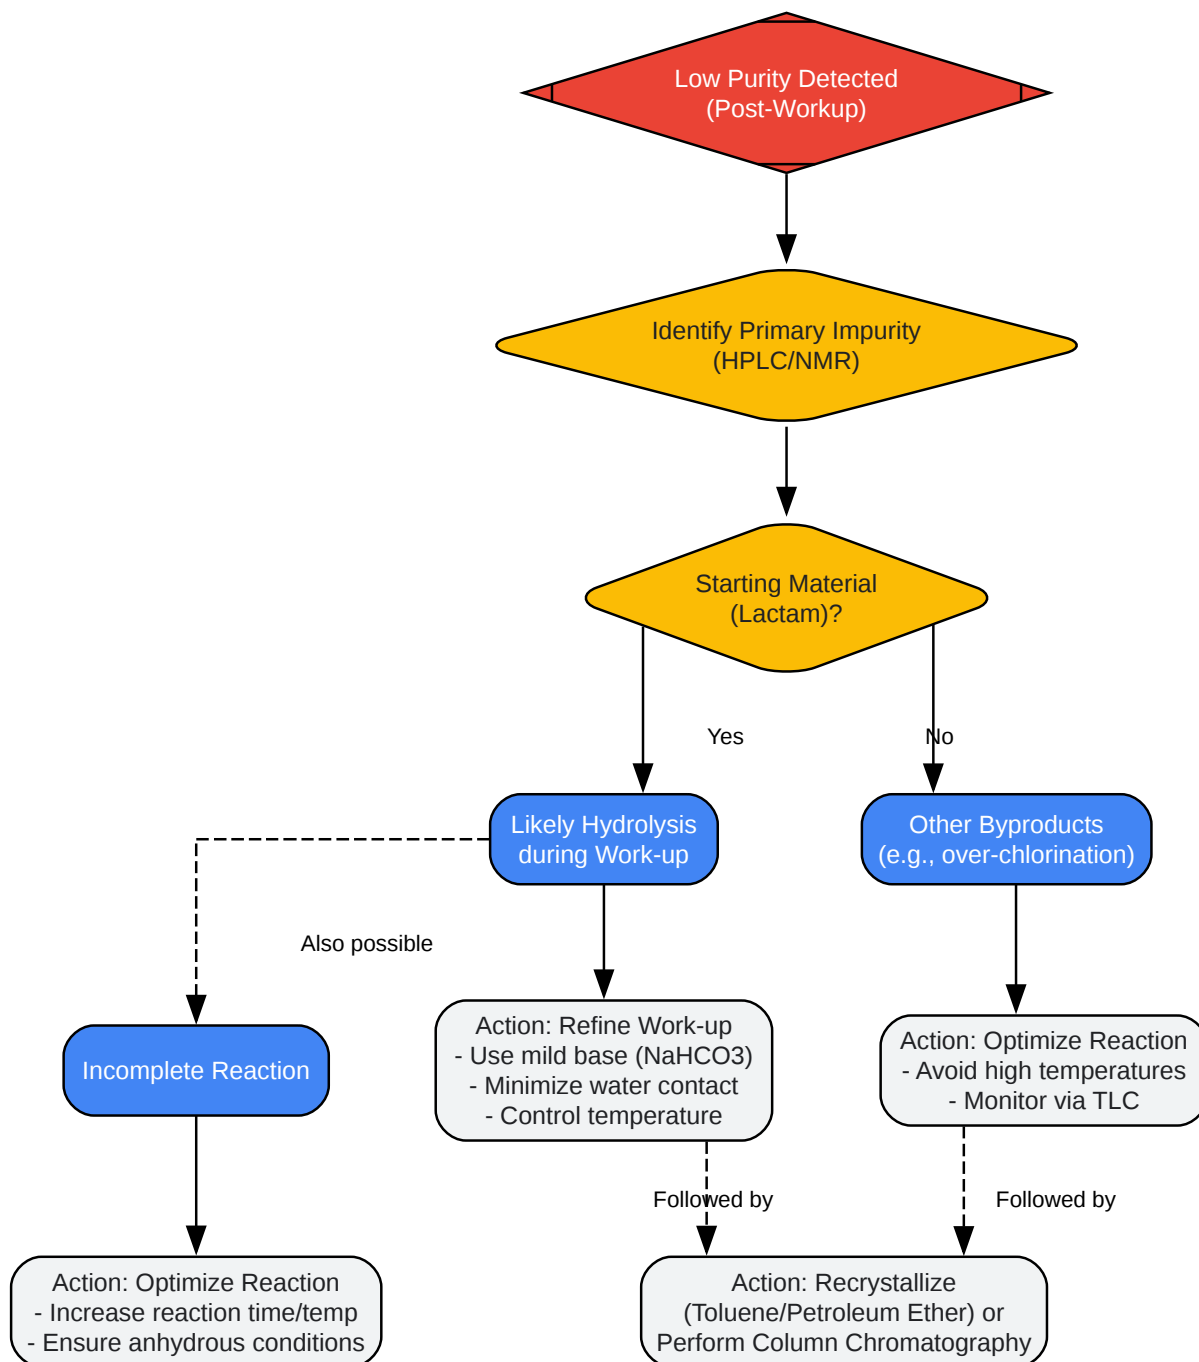 Low Purity Detected
(Post-Workup)
Identify Primary Impurity
(HPLC/NMR)
Starting Material
(Lactam)?
Yes
No
Likely Hydrolysis
during Work-up
Other Byproducts
(e.g., over-chlorination)
Also possible
Incomplete Reaction
Action: Refine Work-up
- Use mild base (NaHCO3)
- Minimize water contact
- Control temperature
Action: Optimize Reaction
- Avoid high temperatures
- Monitor via TLC
Followed by
Followed by
Action: Optimize Reaction
- Increase reaction time/temp
- Ensure anhydrous conditions
Action: Recrystallize
(Toluene/Petroleum Ether) or
Perform Column Chromatography